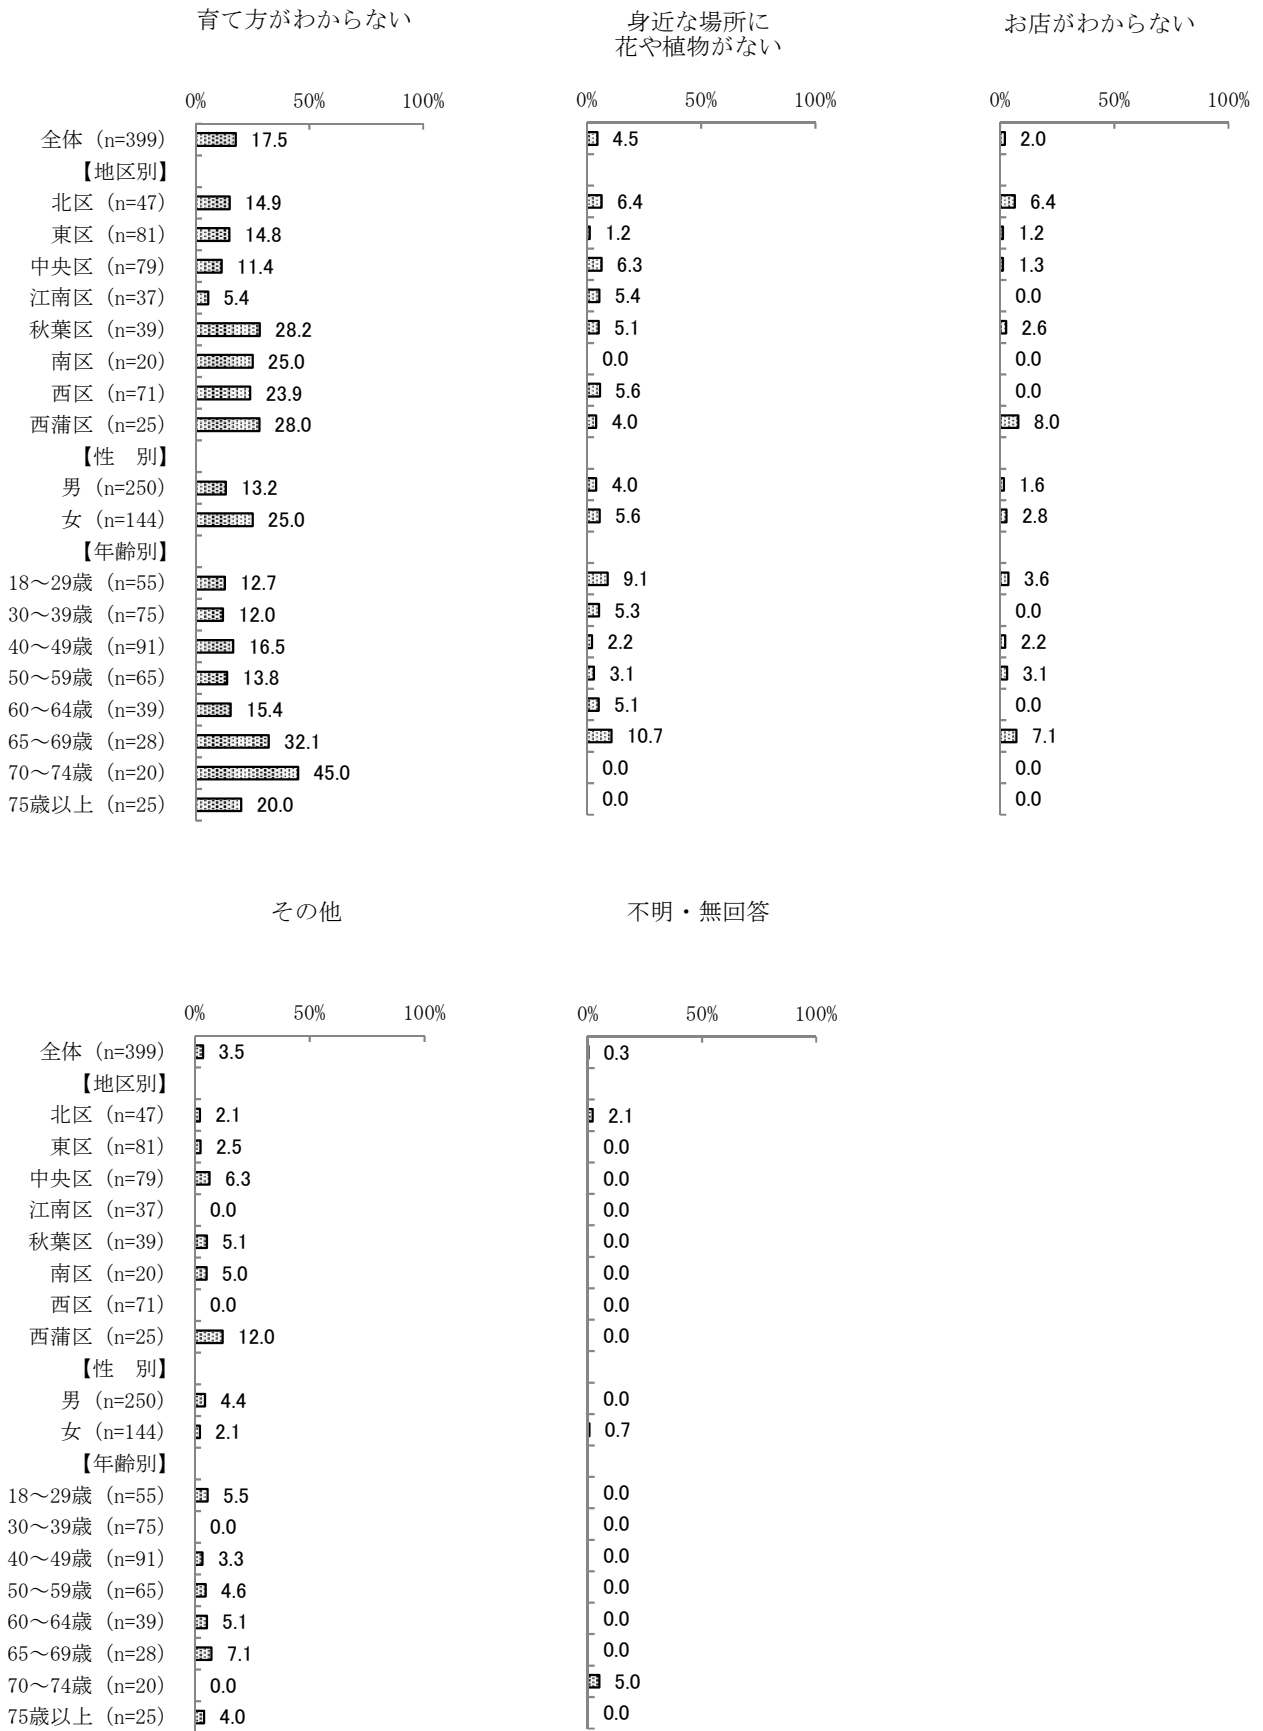 育て方がわからない
身近な場所に
花や植物がない
お店がわからない
0% 50% 100% 0% 50% 100% 0% 50% 100%
全体 (n=399) 17.5 4.5 2.0
【地区別】
北区 (n=47) 14.9 6.4 6.4
東区 (n=81) 14.8 1.2 1.2
中央区 (n=79) 11.4 6.3 1.3
江南区 (n=37) 5.4 5.4 0.0
秋葉区 (n=39) 28.2 5.1 2.6
南区 (n=20) 25.0 0.0 0.0
西区 (n=71) 23.9 5.6 0.0
西蒲区 (n=25) 28.0 4.0 8.0
【性　別】
男 (n=250) 13.2 4.0 1.6
女 (n=144) 25.0 5.6 2.8
【年齢別】
18～29歳 (n=55) 12.7 9.1 3.6
30～39歳 (n=75) 12.0 5.3 0.0
40～49歳 (n=91) 16.5 2.2 2.2
50～59歳 (n=65) 13.8 3.1 3.1
60～64歳 (n=39) 15.4 5.1 0.0
65～69歳 (n=28) 32.1 10.7 7.1
70～74歳 (n=20) 45.0 0.0 0.0
75歳以上 (n=25) 20.0 0.0 0.0
その他 不明・無回答
0% 50% 100% 0% 50% 100%
全体 (n=399) 3.5 0.3
【地区別】
北区 (n=47) 2.1 2.1
東区 (n=81) 2.5 0.0
中央区 (n=79) 6.3 0.0
江南区 (n=37) 0.0 0.0
秋葉区 (n=39) 5.1 0.0
南区 (n=20) 5.0 0.0
西区 (n=71) 0.0 0.0
西蒲区 (n=25) 12.0 0.0
【性　別】
男 (n=250) 4.4 0.0
女 (n=144) 2.1 0.7
【年齢別】
18～29歳 (n=55) 5.5 0.0
30～39歳 (n=75) 0.0 0.0
40～49歳 (n=91) 3.3 0.0
50～59歳 (n=65) 4.6 0.0
60～64歳 (n=39) 5.1 0.0
65～69歳 (n=28) 7.1 0.0
70～74歳 (n=20) 0.0 5.0
75歳以上 (n=25) 4.0 0.0